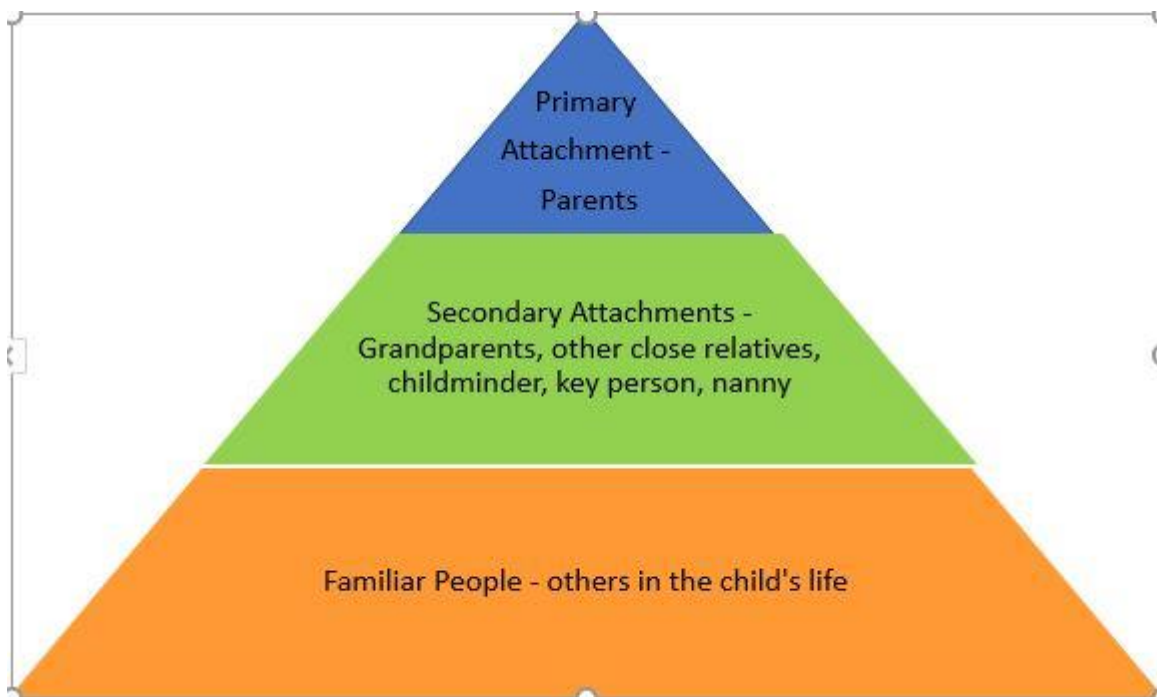 Primary
Attachment -
Parents
Secondary Attachments -
Grandparents, other close relatives,
childminder, key person, nanny
Familiar People - others in the child's life